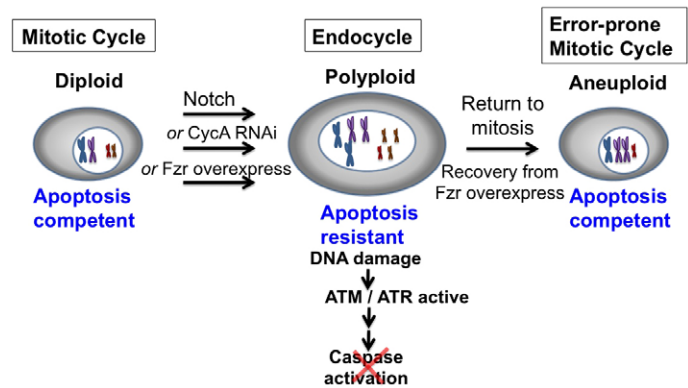 Mitotic Cycle
Diploid
Apoptosis
competent
Notch
or CycA RNAi
or Fzr overexpress
Endocycle
Polyploid
Apoptosis
resistant
DNA damage
ATM / ATR active
Caspase
activation
Return to
mitosis
Recovery from
Fzr overexpress
Error-prone
Mitotic Cycle
Aneuploid
Apoptosis
competent